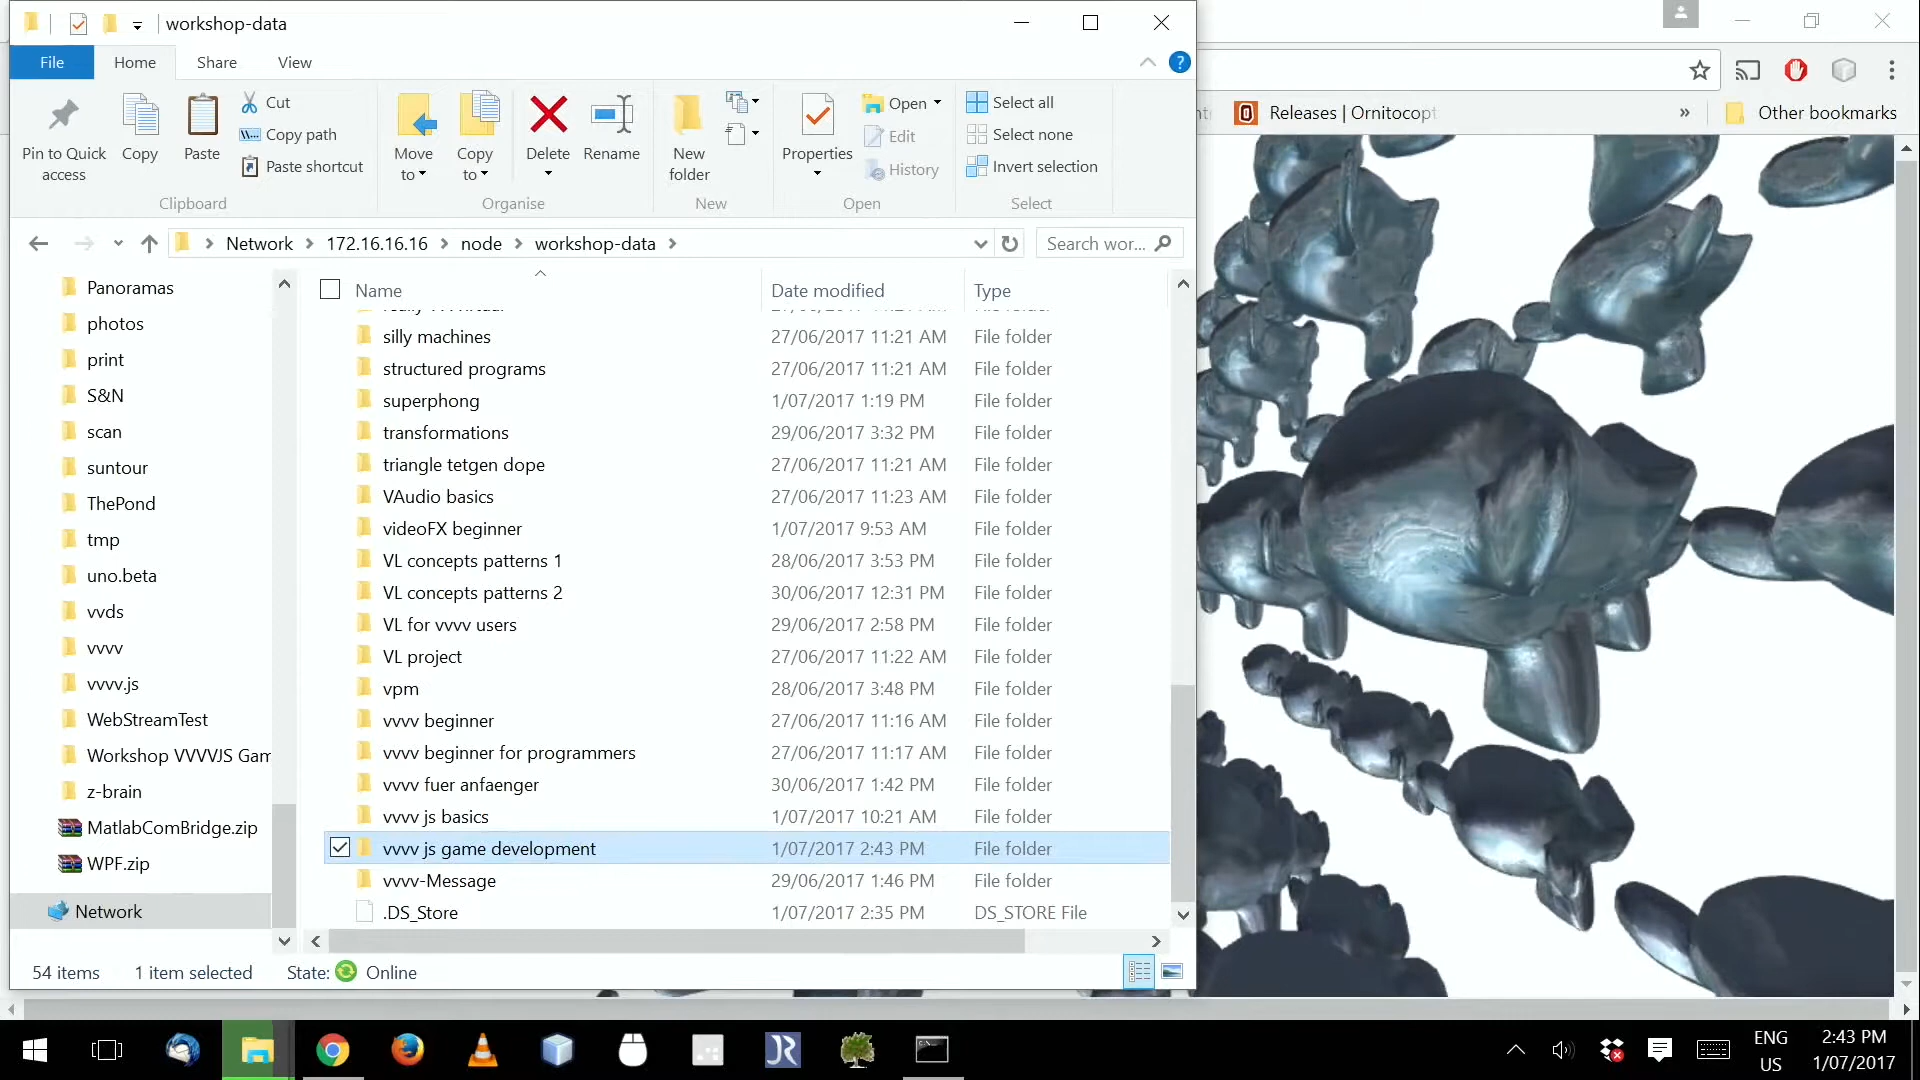 workshop-data
File Home Share View
Pin to Quick access
Copy
Paste
Cut
Copy path
Paste shortcut
Clipboard
Move to
Copy to
Delete
Rename
Organise
New folder
New
Properties
Open
Edit
History
Open
Select all
Select none
Invert selection
Select
Releases | Ornitocopt
» Other bookmarks
Network 172.16.16.16 node workshop-data
Search wor...
Panoramas
photos
print
S&N
scan
suntour
ThePond
tmp
uno.beta
vvds
vvvv
vvvv.js
WebStreamTest
Workshop VVVVJS Gam
z-brain
MatlabComBridge.zip
WPF.zip
Network
Name Date modified Type
silly machines 27/06/2017 11:21 AM File folder
structured programs 27/06/2017 11:21 AM File folder
superphong 1/07/2017 1:19 PM File folder
transformations 29/06/2017 3:32 PM File folder
triangle tetgen dope 27/06/2017 11:21 AM File folder
VAudio basics 27/06/2017 11:23 AM File folder
videoFX beginner 1/07/2017 9:53 AM File folder
VL concepts patterns 1 28/06/2017 3:53 PM File folder
VL concepts patterns 2 30/06/2017 12:31 PM File folder
VL for vvvv users 29/06/2017 2:58 PM File folder
VL project 27/06/2017 11:22 AM File folder
vpm 28/06/2017 3:48 PM File folder
vvvv beginner 27/06/2017 11:16 AM File folder
vvvv beginner for programmers 27/06/2017 11:17 AM File folder
vvvv fuer anfaenger 30/06/2017 1:42 PM File folder
vvvv js basics 1/07/2017 10:21 AM File folder
vvvv js game development 1/07/2017 2:43 PM File folder
vvvv-Message 29/06/2017 1:46 PM File folder
.DS_Store 1/07/2017 2:35 PM DS_STORE File
54 items 1 item selected State: Online
ENG US
2:43 PM
1/07/2017